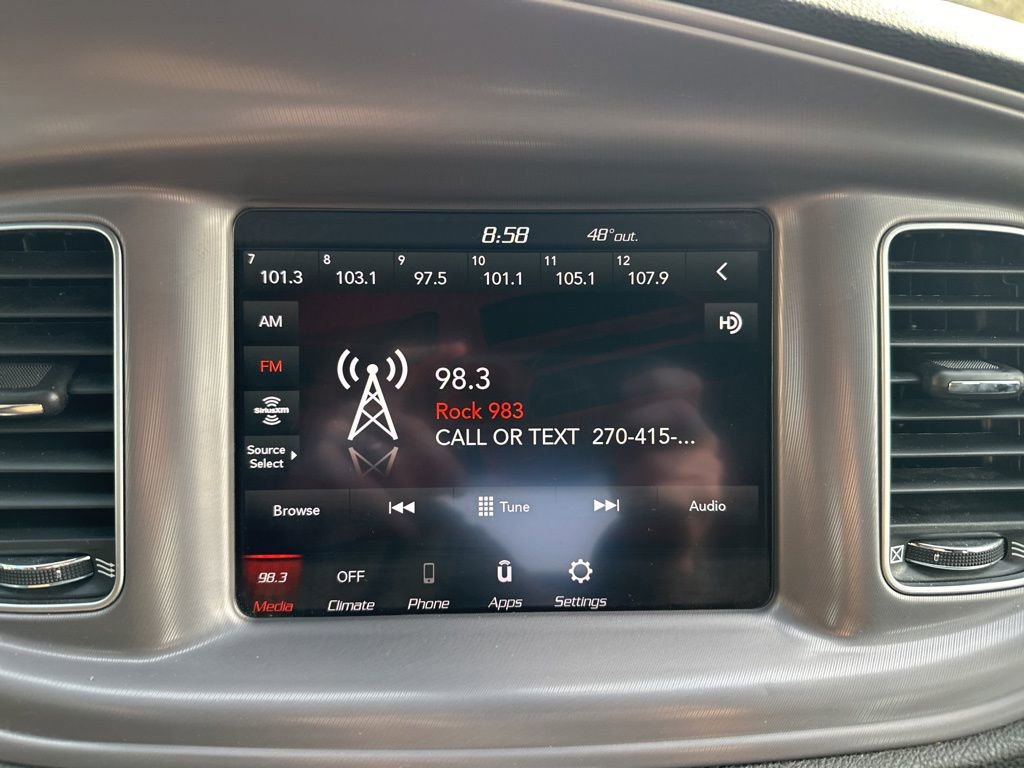 8:58 48°out.
7 101.3 8 103.1 9 97.5 10 101.1 11 105.1 12 107.9
AM
HD
FM
98.3
Rock 983
SiriusXM
CALL OR TEXT 270-415-...
Source
Select
Browse Tune Audio
98.3 OFF
Media Climate Phone Apps Settings